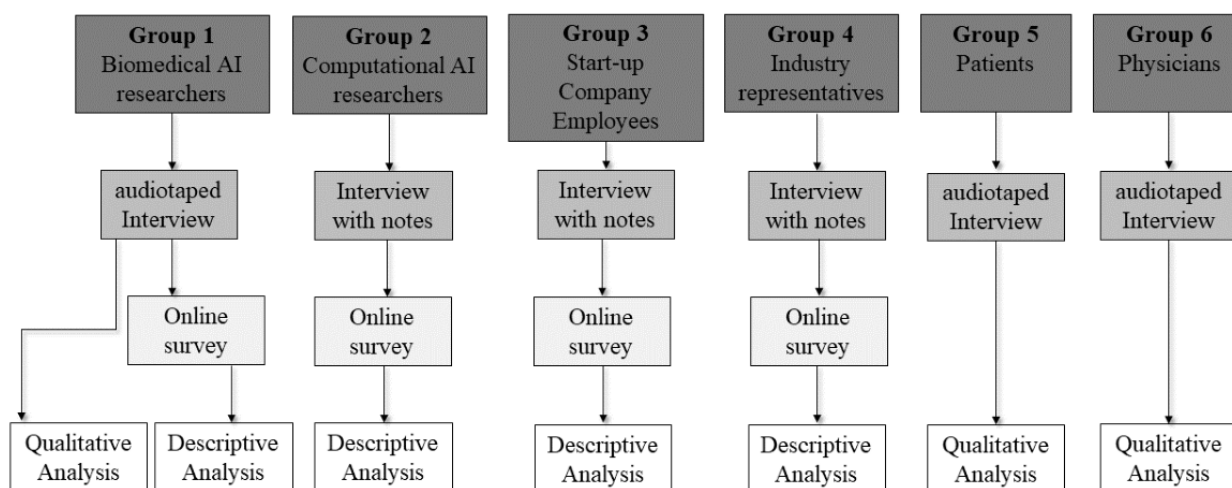 Group 1
Biomedical AI
researchers
Group 2
Computational AI
researchers
Group 3
Start-up
Company
Employees
Group 4
Industry
representatives
Group 5
Patients
Group 6
Physicians
audiotaped
Interview
Interview
with notes
Interview
with notes
Interview
with notes
audiotaped
Interview
audiotaped
Interview
Online
survey
Online
survey
Online
survey
Online
survey
Qualitative
Analysis
Descriptive
Analysis
Descriptive
Analysis
Descriptive
Analysis
Descriptive
Analysis
Qualitative
Analysis
Qualitative
Analysis